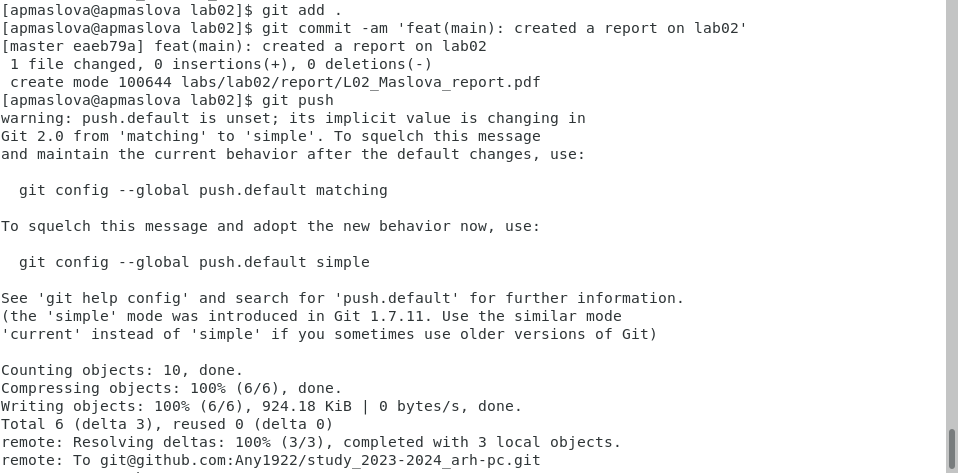 [apmaslova@apmaslova lab02]$ git add .
[apmaslova@apmaslova lab02]$ git commit -am 'feat(main): created a report on lab02'
[master eaeb79a] feat(main): created a report on lab02
 1 file changed, 0 insertions(+), 0 deletions(-)
 create mode 100644 labs/lab02/report/L02_Maslova_report.pdf
[apmaslova@apmaslova lab02]$ git push
warning: push.default is unset; its implicit value is changing in
Git 2.0 from 'matching' to 'simple'. To squelch this message
and maintain the current behavior after the default changes, use:

  git config --global push.default matching

To squelch this message and adopt the new behavior now, use:

  git config --global push.default simple

See 'git help config' and search for 'push.default' for further information.
(the 'simple' mode was introduced in Git 1.7.11. Use the similar mode
'current' instead of 'simple' if you sometimes use older versions of Git)

Counting objects: 10, done.
Compressing objects: 100% (6/6), done.
Writing objects: 100% (6/6), 924.18 KiB | 0 bytes/s, done.
Total 6 (delta 3), reused 0 (delta 0)
remote: Resolving deltas: 100% (3/3), completed with 3 local objects.
remote: To git@github.com:Any1922/study_2023-2024_arh-pc.git